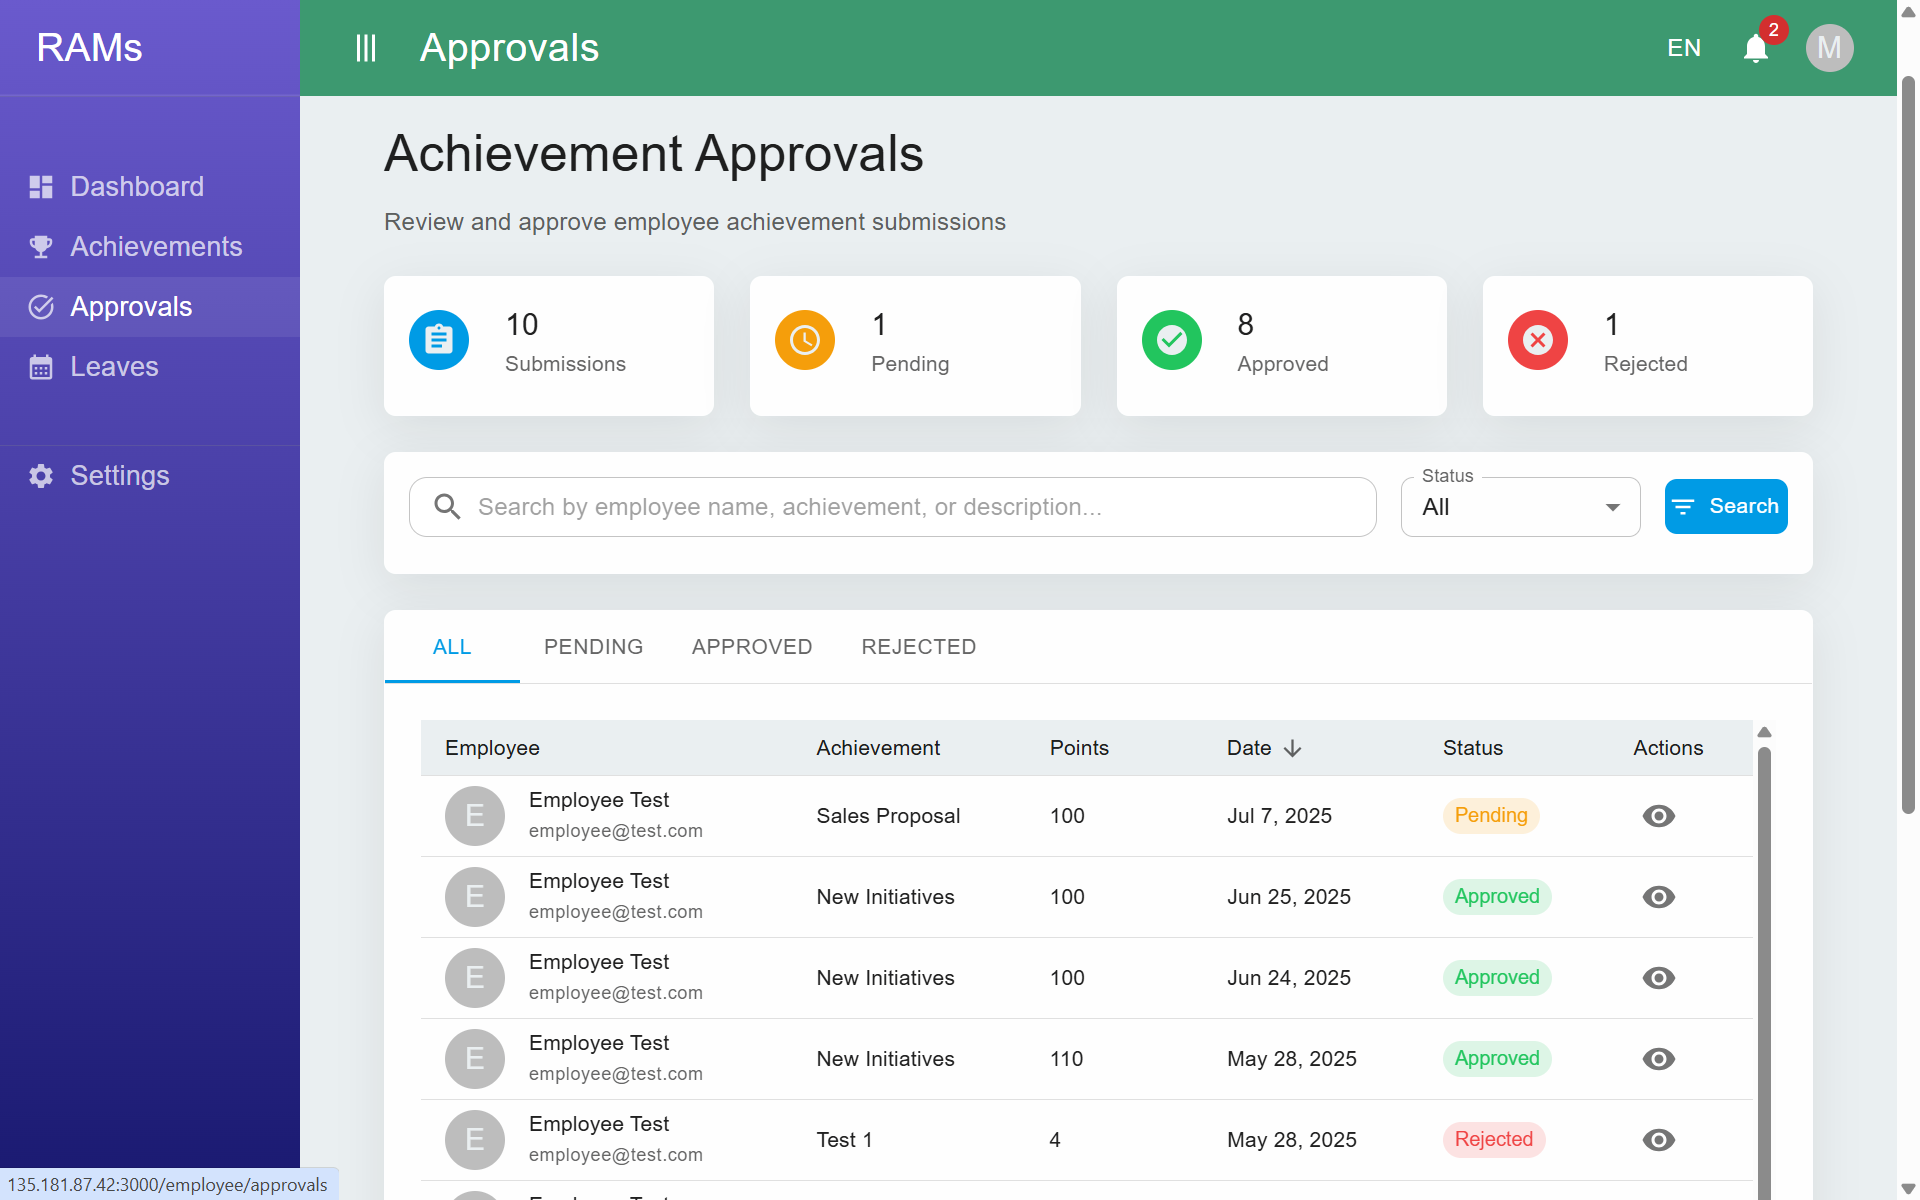 RAMs
Approvals
EN
2
M
Dashboard
Achievements
Approvals
Leaves
Settings
Achievement Approvals
Review and approve employee achievement submissions
10
Submissions
1
Pending
8
Approved
1
Rejected
Search by employee name, achievement, or description...
Status
All
Search
ALL PENDING APPROVED REJECTED
Employee Achievement Points Date Status Actions
E Employee Test
employee@test.com
Sales Proposal 100 Jul 7, 2025 Pending
E Employee Test
employee@test.com
New Initiatives 100 Jun 25, 2025 Approved
E Employee Test
employee@test.com
New Initiatives 100 Jun 24, 2025 Approved
E Employee Test
employee@test.com
New Initiatives 110 May 28, 2025 Approved
E Employee Test
employee@test.com
Test 1 4 May 28, 2025 Rejected
135.181.87.42:3000/employee/approvals